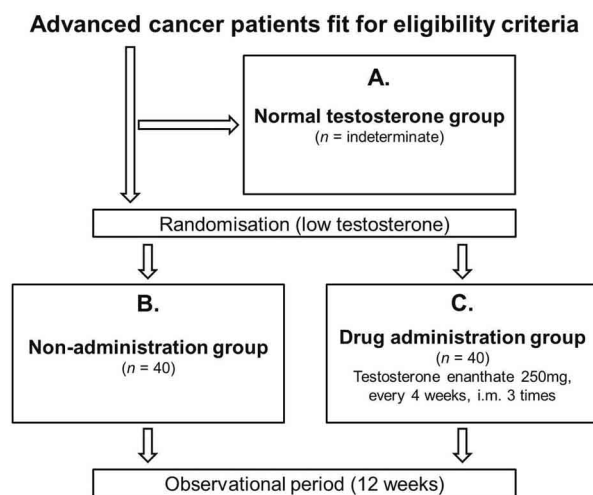 Advanced cancer patients fit for eligibility criteria
A.
Normal testosterone group
(n = indeterminate)
Randomisation (low testosterone)
B.
Non-administration group
(n = 40)
C.
Drug administration group
(n = 40)
Testosterone enanthate 250mg,
every 4 weeks, i.m. 3 times
Observational period (12 weeks)